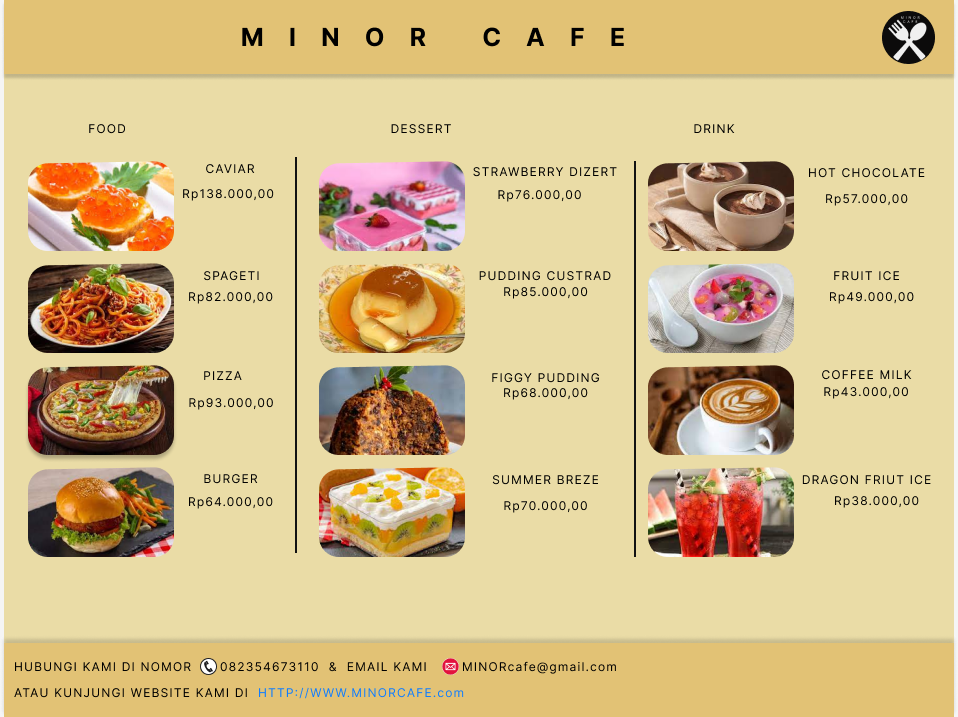 MINOR CAFE
MINOR
CAFE
FOOD
CAVIAR
Rp138.000,00
SPAGETI
Rp82.000,00
PIZZA
Rp93.000,00
BURGER
Rp64.000,00
DESSERT
STRAWBERRY DIZERT
Rp76.000,00
PUDDING CUSTRAD
Rp85.000,00
FIGGY PUDDING
Rp68.000,00
SUMMER BREZE
Rp70.000,00
DRINK
HOT CHOCOLATE
Rp57.000,00
FRUIT ICE
Rp49.000,00
COFFEE MILK
Rp43.000,00
DRAGON FRIUT ICE
Rp38.000,00
HUBUNGI KAMI DI NOMOR 082354673110 & EMAIL KAMI MINORcafe@gmail.com
ATAU KUNJUNGI WEBSITE KAMI DI HTTP://WWW.MINORCAFE.com